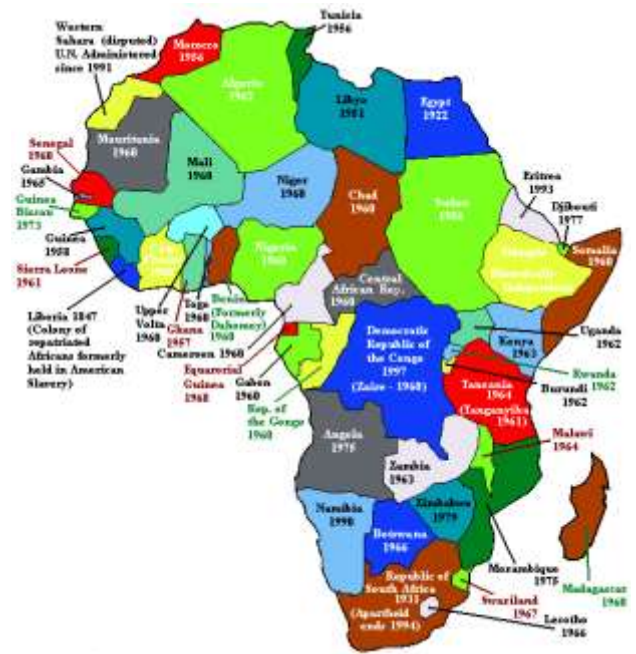 Tunisia
1956
Western
Sahara (disputed)
U.N. Administered
since 1991
Morocco
1956
Algeria
1962
Libya
1951
Egypt
1922
Mauritania
1960
Senegal
1960
Gambia
1965
Guinea
Bissau
1973
Guinea
1958
Sierra Leone
1961
Liberia 1847
(Colony of
repatriated
Africans formerly
held in American
Slavery)
Mali
1960
Niger
1960
Chad
1960
Sudan
Eritrea
1993
Djibouti
1977
Somalia
1960
Ethiopia
Nigeria
1960
Upper
Volta
1960
Togo
1960
Ghana
1957
Benin
(Formerly
Dahomey)
1960
Cameroon 1960
Equatorial
Guinea
1968
Gabon
1960
Rep. of
the Congo
1960
Central
African Rep.
1960
Democratic
Republic of
the Congo
1997
(Zaire - 1960)
Uganda
1962
Kenya
1963
Rwanda
1962
Burundi
1962
Tanzania
1964
(Tanganyika
1961)
Malawi
1964
Angola
1975
Zambia
1963
Namibia
1990
Botswana
1966
Zimbabwe
1979
Mozambique
1975
Madagascar
1960
Republic of
South Africa
1931
(Apartheid
ends 1994)
Swaziland
1967
Lesotho
1966